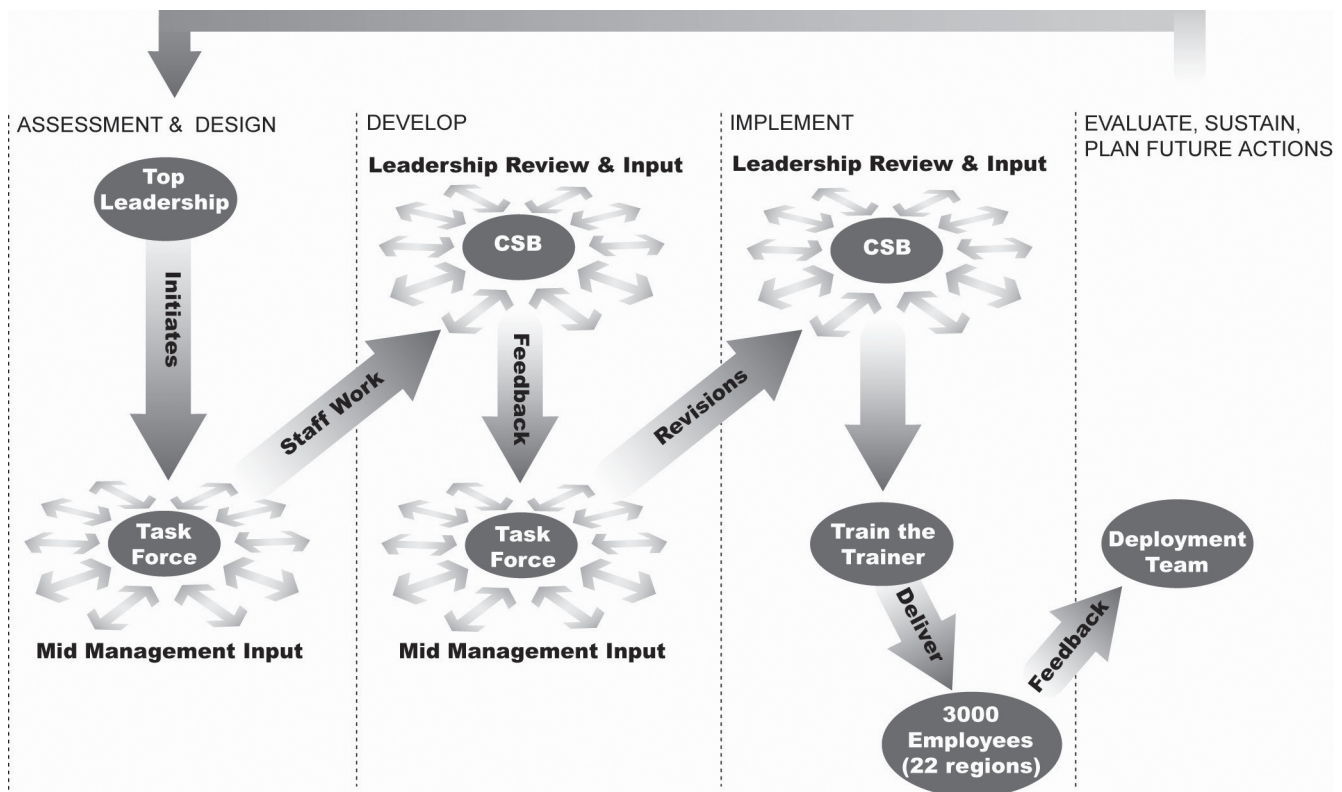 ASSESSMENT & DESIGN
Top
Leadership
Initiates
Task
Force
Mid Management Input
Staff Work
DEVELOP
Leadership Review & Input
CSB
Feedback
Task
Force
Mid Management Input
Revisions
IMPLEMENT
Leadership Review & Input
CSB
Train the
Trainer
Deliver
3000
Employees
(22 regions)
Feedback
EVALUATE, SUSTAIN,
PLAN FUTURE ACTIONS
Deployment
Team